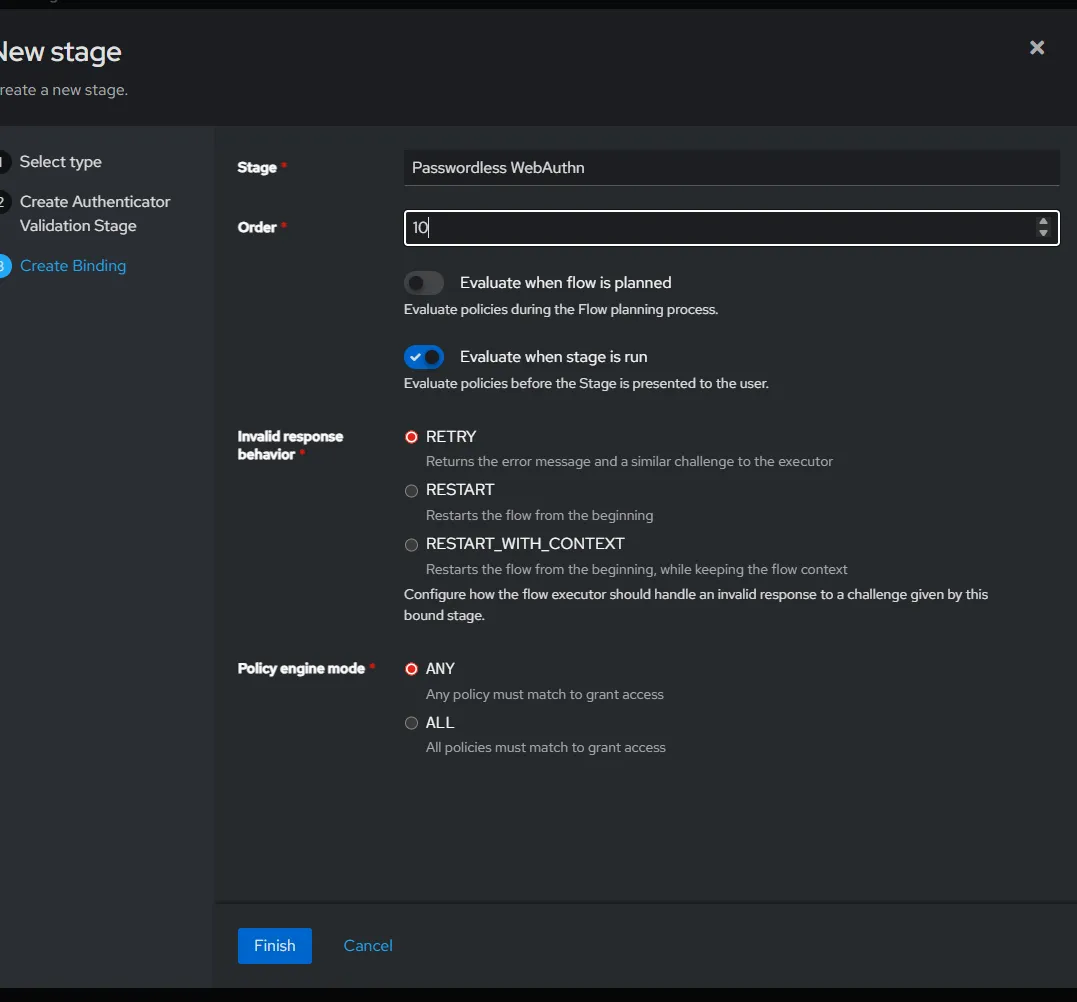 New stage
reate a new stage.
Select type
2
Create Authenticator
Validation Stage
3
Create Binding
Stage *
Passwordless WebAuthn
Order *
10
Evaluate when flow is planned
Evaluate policies during the Flow planning process.
Evaluate when stage is run
Evaluate policies before the Stage is presented to the user.
Invalid response
behavior *
RETRY
Returns the error message and a similar challenge to the executor
RESTART
Restarts the flow from the beginning
RESTART_WITH_CONTEXT
Restarts the flow from the beginning, while keeping the flow context
Configure how the flow executor should handle an invalid response to a challenge given by this
bound stage.
Policy engine mode *
ANY
Any policy must match to grant access
ALL
All policies must match to grant access
Finish
Cancel